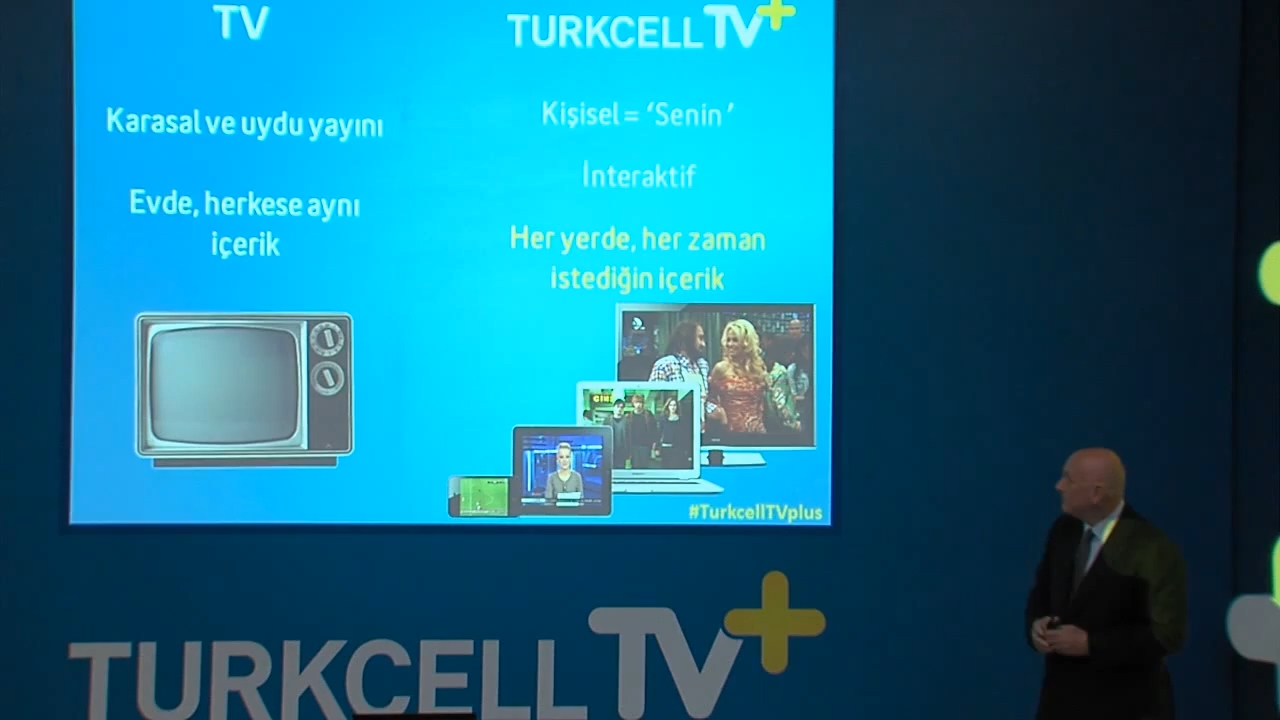 TV
Karasal ve uydu yayını
Evde, herkese aynı
içerik
TURKCELL TV+
Kişisel = ‘Senin’
İnteraktif
Her yerde, her zaman
istediğin içerik
#TurkcellTVplus
TURKCELL TV+